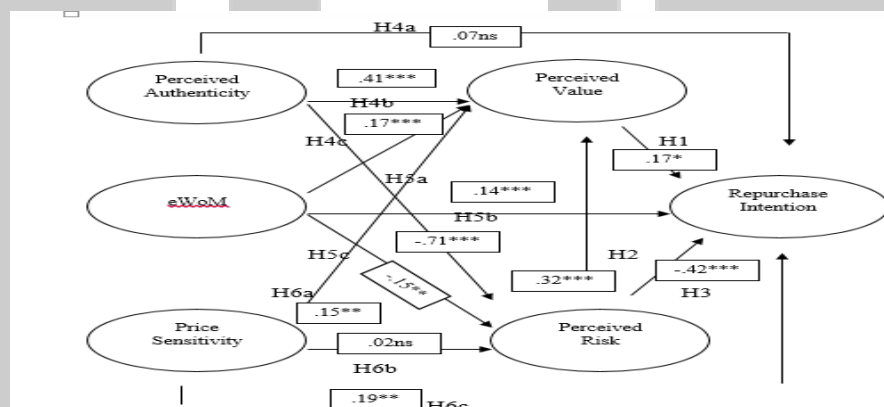 H4a
.07ns
Perceived
Authenticity
.41***
Perceived
Value
H4b
.17***
H4c
H1
.17*
H5a
.14***
eWoM
Repurchase
Intention
H5b
-.71***
H5c
H2
-.15**
-.42***
.32***
H6a
H3
.15**
Price
Sensitivity
.02ns
Perceived
Risk
H6b
.19**
H6c